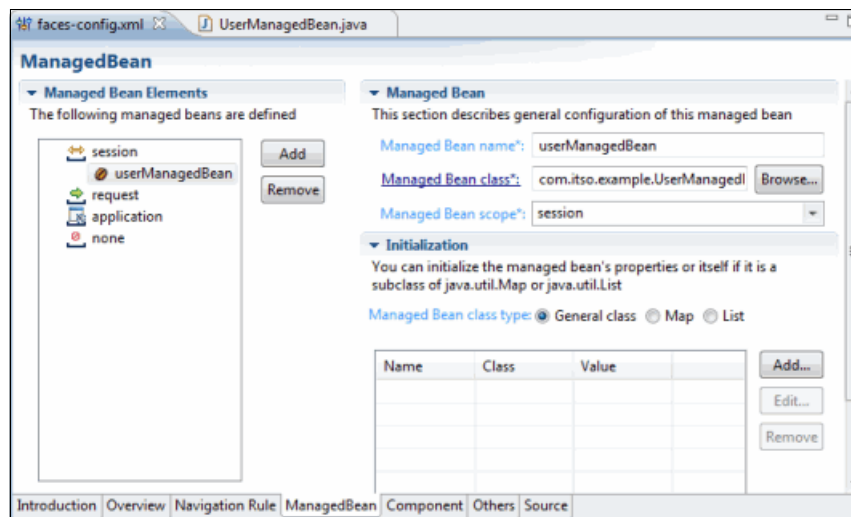 faces-config.xml UserManagedBean.java
ManagedBean
Managed Bean Elements
The following managed beans are defined
session
userManagedBean
request
application
none
Add
Remove
Managed Bean
This section describes general configuration of this managed bean
Managed Bean name*: userManagedBean
Managed Bean class*: com.itso.example.UserManagedl Browse...
Managed Bean scope*: session
Initialization
You can initialize the managed bean's properties or itself if it is a
subclass of java.util.Map or java.util.List
Managed Bean class type: General class Map List
Name Class Value
Add...
Edit...
Remove
Introduction Overview Navigation Rule ManagedBean Component Others Source